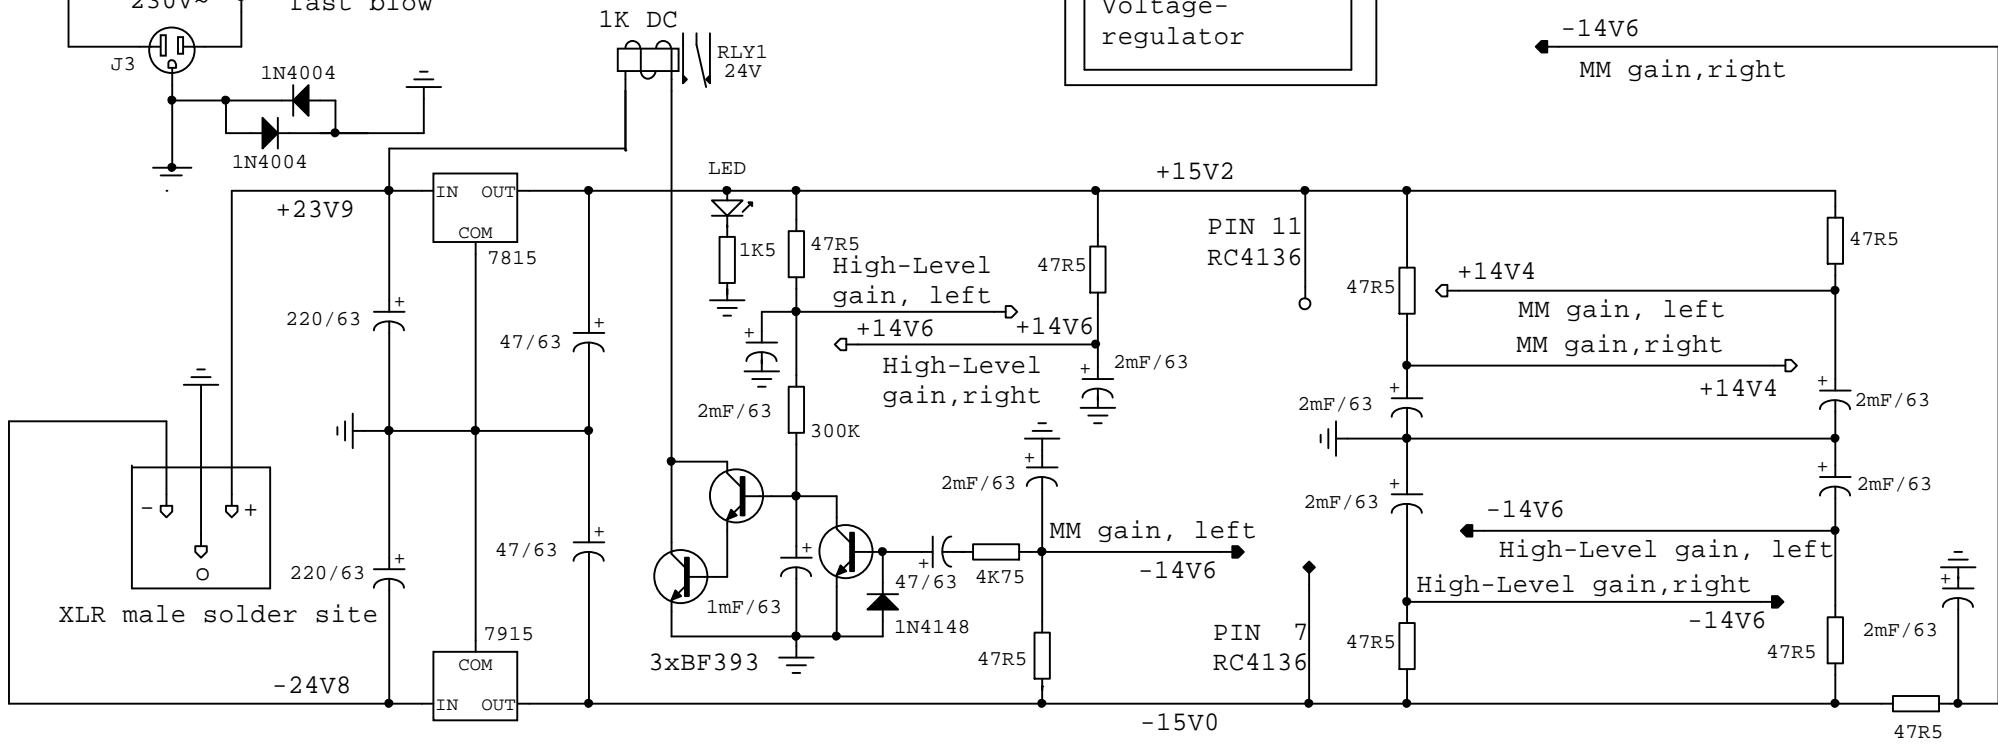 230V~
fast blow
1K DC
Voltage-
regulator
-14V6
MM gain,right
J3
1N4004
RLY1
24V
1N4004
LED
+15V2
IN OUT
COM
7815
+23V9
1K5
47R5
High-Level
gain, left
+14V6
+14V6
High-Level
gain,right
47R5
2mF/63
PIN 11
RC4136
47R5
+14V4
MM gain, left
MM gain,right
+14V4
47R5
220/63
+
47/63
+
+
2mF/63
300K
+
2mF/63
+
+
2mF/63
+
2mF/63
+
2mF/63
+
2mF/63
- +
O
XLR male solder site
220/63
+
47/63
+
+
1mF/63
MM gain, left
-14V6
+
47/63
4K75
1N4148
3xBF393
47R5
PIN 7
RC4136
-14V6
High-Level gain, left
High-Level gain,right
-14V6
47R5
47R5
+
2mF/63
7915
COM
IN OUT
-24V8
-15V0
47R5